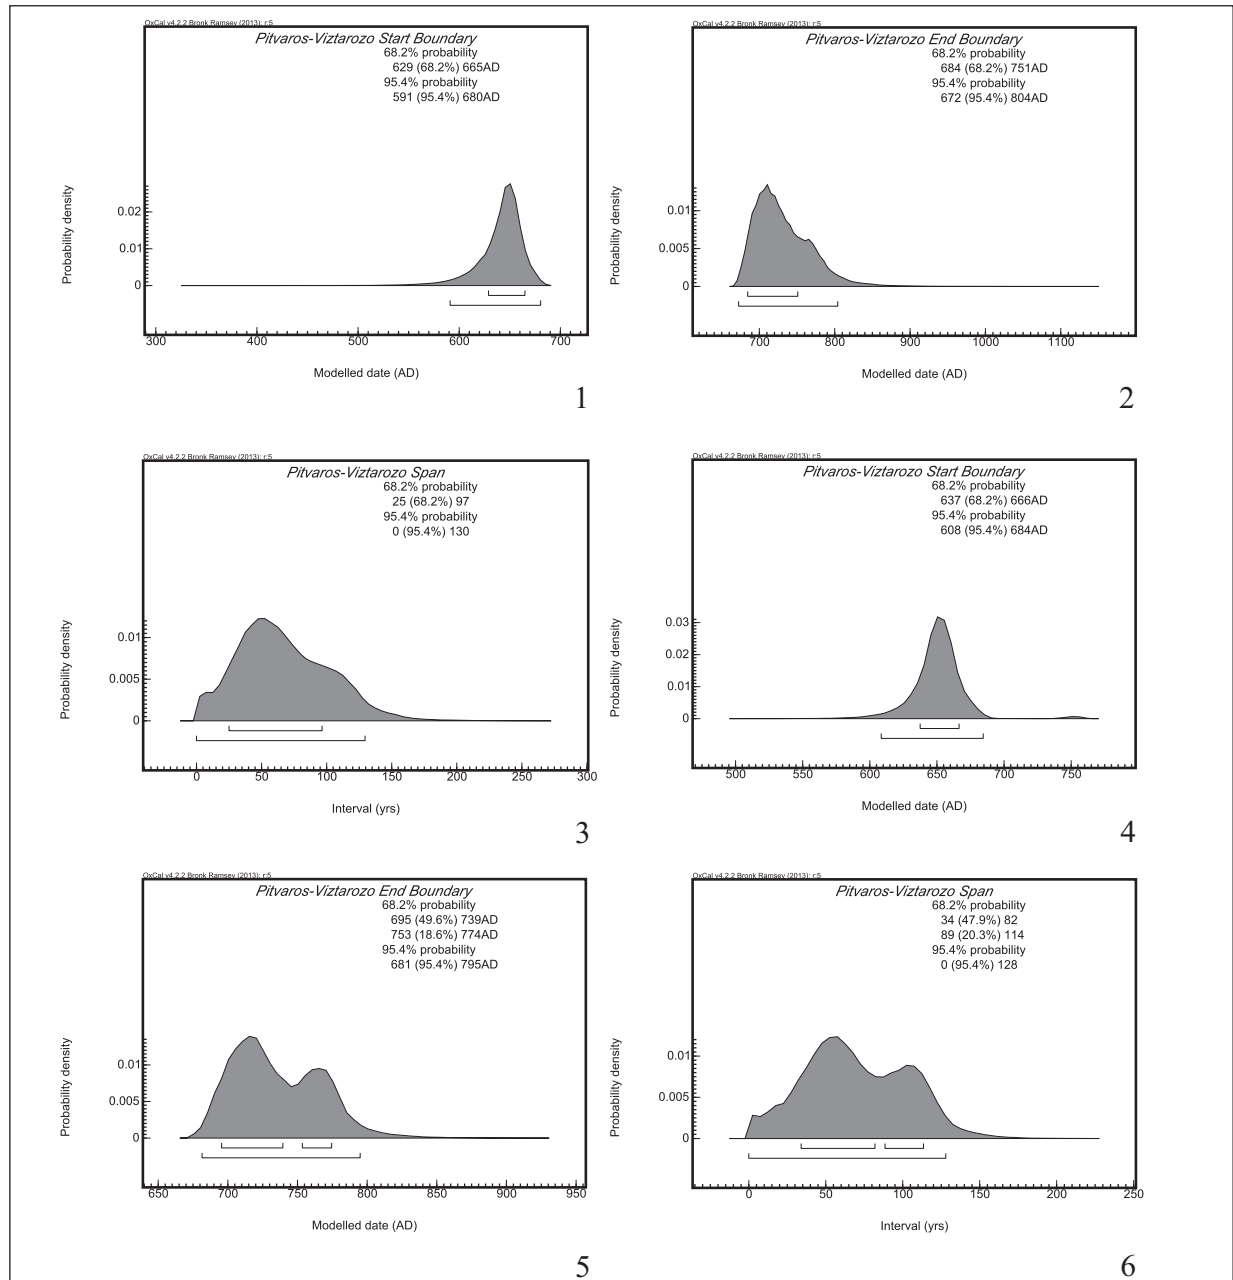 OxCal v4.2.2 Bronk Ramsey (2013); r:5
Pitvaros-Viztarozo Start Boundary
68.2% probability
629 (68.2%) 665AD
95.4% probability
591 (95.4%) 680AD
Probability density
0.02
0.01
0
300 400 500 600 700
Modelled date (AD)
1
OxCal v4.2.2 Bronk Ramsey (2013); r:5
Pitvaros-Viztarozo End Boundary
68.2% probability
684 (68.2%) 751AD
95.4% probability
672 (95.4%) 804AD
Probability density
0.01
0.005
0
700 800 900 1000 1100
Modelled date (AD)
2
OxCal v4.2.2 Bronk Ramsey (2013); r:5
Pitvaros-Viztarozo Span
68.2% probability
25 (68.2%) 97
95.4% probability
0 (95.4%) 130
Probability density
0.01
0.005
0
0 50 100 150 200 250 300
Interval (yrs)
3
OxCal v4.2.2 Bronk Ramsey (2013); r:5
Pitvaros-Viztarozo Start Boundary
68.2% probability
637 (68.2%) 666AD
95.4% probability
608 (95.4%) 684AD
Probability density
0.03
0.02
0.01
0
500 550 600 650 700 750
Modelled date (AD)
4
OxCal v4.2.2 Bronk Ramsey (2013); r:5
Pitvaros-Viztarozo End Boundary
68.2% probability
695 (49.6%) 739AD
753 (18.6%) 774AD
95.4% probability
681 (95.4%) 795AD
Probability density
0.01
0.005
0
650 700 750 800 850 900 950
Modelled date (AD)
5
OxCal v4.2.2 Bronk Ramsey (2013); r:5
Pitvaros-Viztarozo Span
68.2% probability
34 (47.9%) 82
89 (20.3%) 114
95.4% probability
0 (95.4%) 128
Probability density
0.01
0.005
0
0 50 100 150 200 250
Interval (yrs)
6